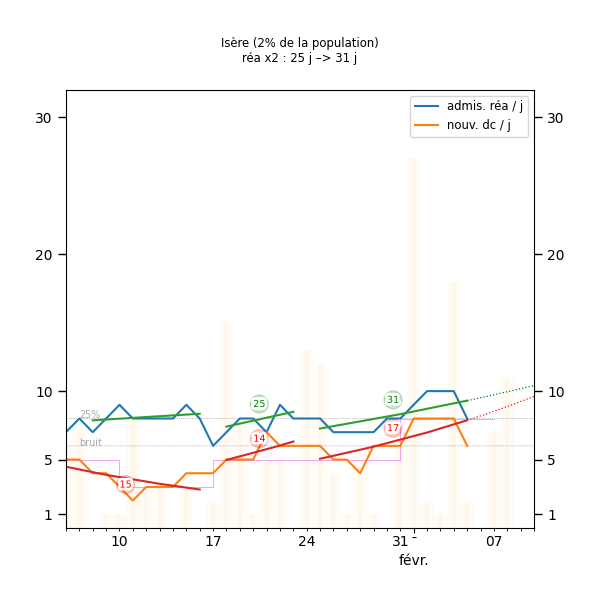 Isère (2% de la population)
réa x2 : 25 j –> 31 j
admis. réa / j
nouv. dc / j
30 30
20 20
10 10
5 5
1 1
25%
bruit
25
31
14
17
15
10 17 24 31 07
févr.